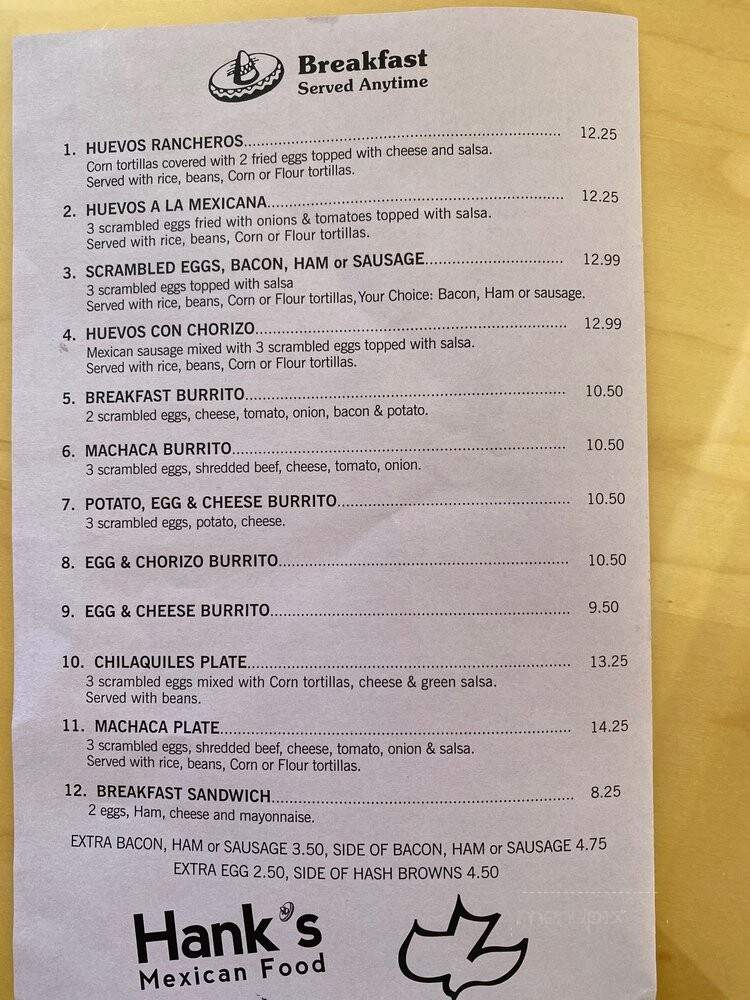 Breakfast
Served Anytime
1. HUEVOS RANCHEROS........................................ 12.25
Corn tortillas covered with 2 fried eggs topped with cheese and salsa.
Served with rice, beans, Corn or Flour tortillas.
2. HUEVOS A LA MEXICANA........................................ 12.25
3 scrambled eggs fried with onions & tomatoes topped with salsa.
Served with rice, beans, Corn or Flour tortillas.
3. SCRAMBLED EGGS, BACON, HAM or SAUSAGE.............................. 12.99
3 scrambled eggs topped with salsa
Served with rice, beans, Corn or Flour tortillas, Your Choice: Bacon, Ham or sausage.
4. HUEVOS CON CHORIZO........................................ 12.99
Mexican sausage mixed with 3 scrambled eggs topped with salsa.
Served with rice, beans, Corn or Flour tortillas.
5. BREAKFAST BURRITO........................................ 10.50
2 scrambled eggs, cheese, tomato, onion, bacon & potato.
6. MACHACA BURRITO........................................ 10.50
3 scrambled eggs, shredded beef, cheese, tomato, onion.
7. POTATO, EGG & CHEESE BURRITO........................................ 10.50
3 scrambled eggs, potato, cheese.
8. EGG & CHORIZO BURRITO........................................ 10.50
9. EGG & CHEESE BURRITO........................................ 9.50
10. CHILAQUILES PLATE........................................ 13.25
3 scrambled eggs mixed with Corn tortillas, cheese & green salsa.
Served with beans.
11. MACHACA PLATE........................................ 14.25
3 scrambled eggs, shredded beef, cheese, tomato, onion & salsa.
Served with rice, beans, Corn or Flour tortillas.
12. BREAKFAST SANDWICH........................................ 8.25
2 eggs, Ham, cheese and mayonnaise.
EXTRA BACON, HAM or SAUSAGE 3.50, SIDE OF BACON, HAM or SAUSAGE 4.75
EXTRA EGG 2.50, SIDE OF HASH BROWNS 4.50
menupix
Hank's
Mexican Food